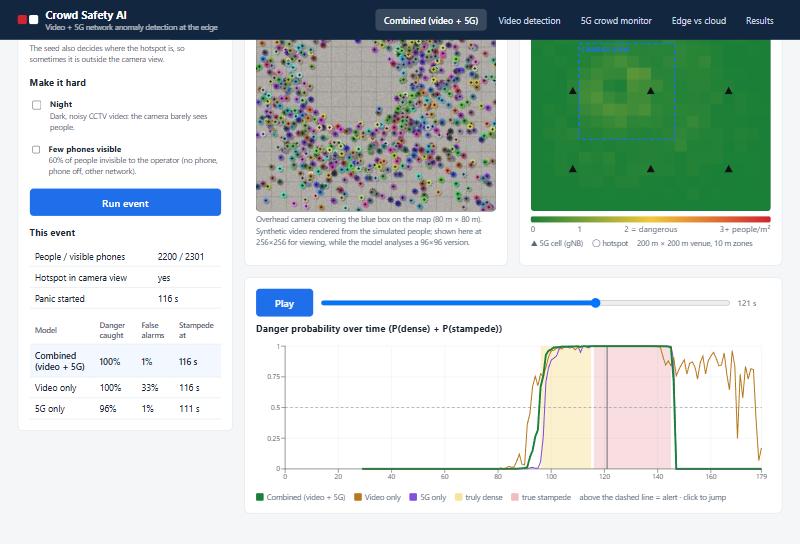 Crowd Safety AI
Video + 5G network anomaly detection at the edge
Combined (video + 5G)
Video detection
5G crowd monitor
Edge vs cloud
Results
The seed also decides where the hotspot is, so
sometimes it is outside the camera view.
Make it hard
Night
Dark, noisy CCTV video: the camera barely sees
people.
Few phones visible
60% of people invisible to the operator (no phone,
phone off, other network).
Run event
This event
People / visible phones 2200 / 2301
Hotspot in camera view yes
Panic started 116 s
Model Danger caught False alarms Stampede at
Combined (video + 5G) 100% 1% 116 s
Video only 100% 33% 116 s
5G only 96% 1% 111 s
Overhead camera covering the blue box on the map (80 m × 80 m).
Synthetic video rendered from the simulated people; shown here at
256×256 for viewing, while the model analyses a 96×96 version.
0 1 2 = dangerous 3+ people/m²
5G cell (gNB) hotspot 200 m × 200 m venue, 10 m zones
Play
121 s
Danger probability over time (P(dense) + P(stampede))
1
0.75
0.5
0.25
0
0 20 40 60 80 100 120 140 160 179
Combined (video + 5G) Video only 5G only truly dense true stampede above the dashed line = alert · click to jump